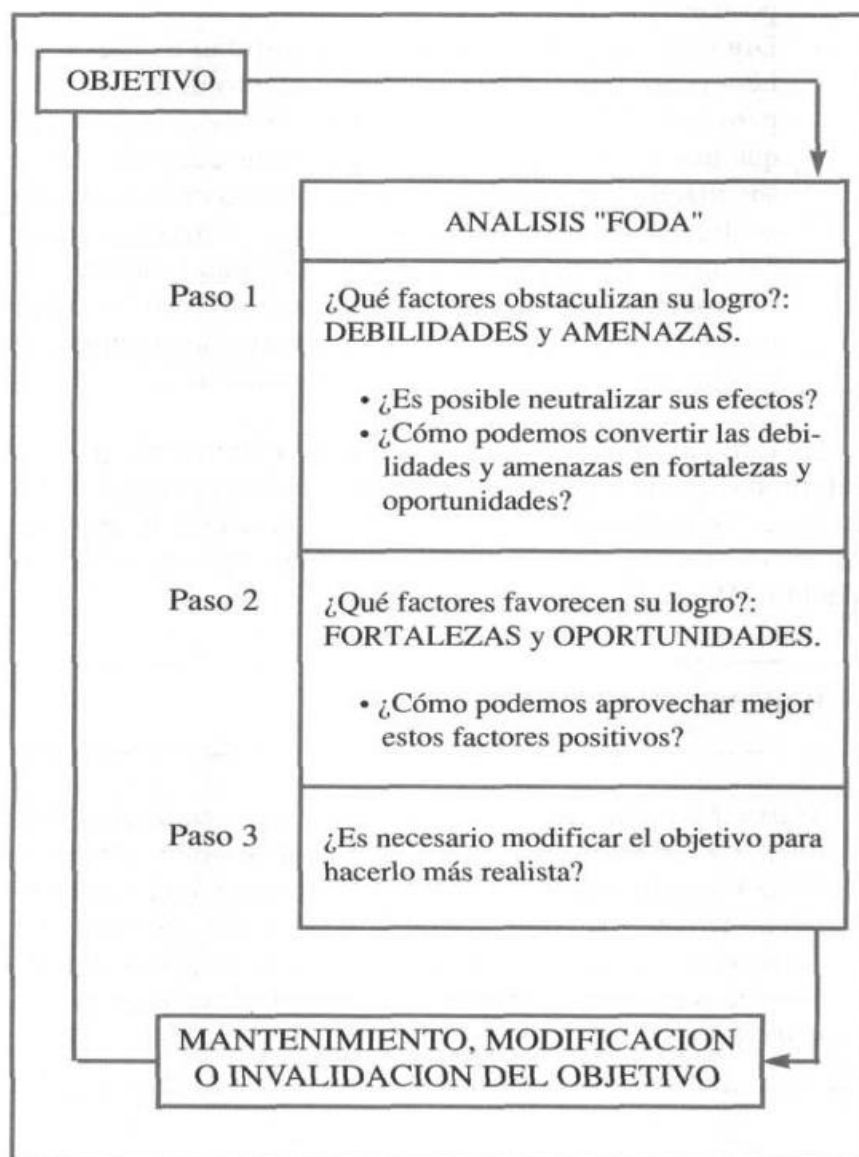 OBJETIVO
ANALISIS "FODA"
Paso 1
¿Qué factores obstaculizan su logro?:
DEBILIDADES y AMENAZAS.
• ¿Es posible neutralizar sus efectos?
• ¿Cómo podemos convertir las debi-
lidades y amenazas en fortalezas y
oportunidades?
Paso 2
¿Qué factores favorecen su logro?:
FORTALEZAS y OPORTUNIDADES.
• ¿Cómo podemos aprovechar mejor
estos factores positivos?
Paso 3
¿Es necesario modificar el objetivo para
hacerlo más realista?
MANTENIMIENTO, MODIFICACION
O INVALIDACION DEL OBJETIVO